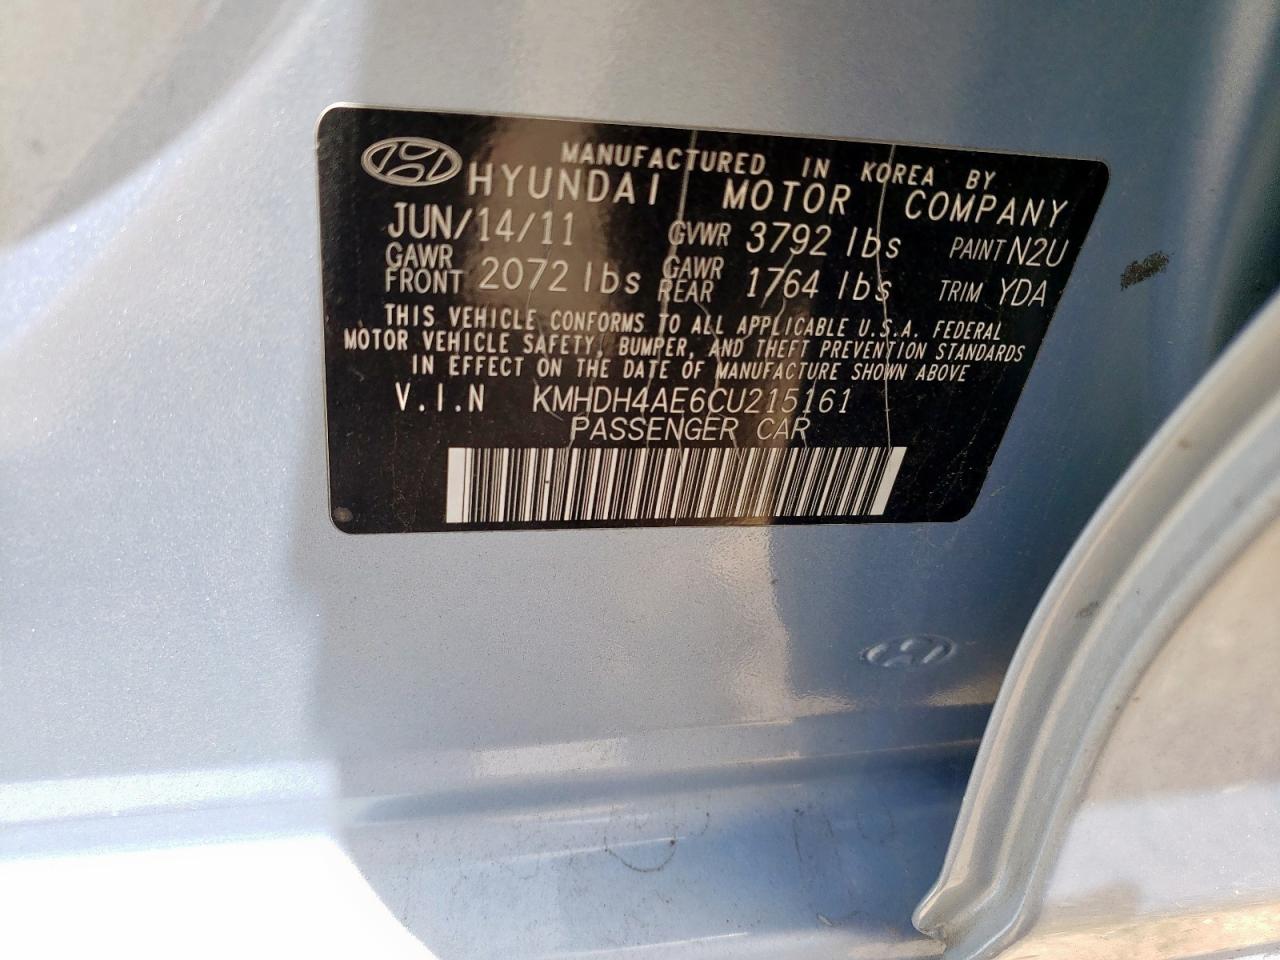 MANUFACTURED IN KOREA BY
HYUNDAI MOTOR COMPANY
JUN/14/11 GVWR 3792 lbs PAINT N2U
GAWR FRONT 2072 lbs GAWR REAR 1764 lbs TRIM YDA
THIS VEHICLE CONFORMS TO ALL APPLICABLE U.S.A. FEDERAL
MOTOR VEHICLE SAFETY, BUMPER, AND THEFT PREVENTION STANDARDS
IN EFFECT ON THE DATE OF MANUFACTURE SHOWN ABOVE
V.I.N KMHDH4AE6CU215161
PASSENGER CAR